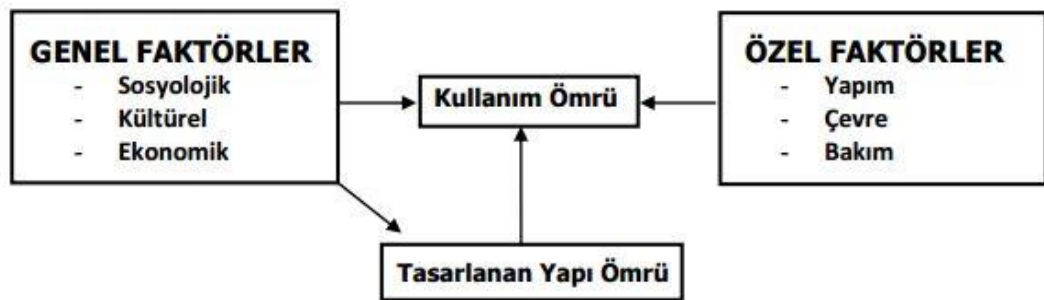 GENEL FAKTÖRLER
- Sosyolojik
- Kültürel
- Ekonomik
Kullanım Ömrü
ÖZEL FAKTÖRLER
- Yapım
- Çevre
- Bakım
Tasarlanan Yapı Ömrü